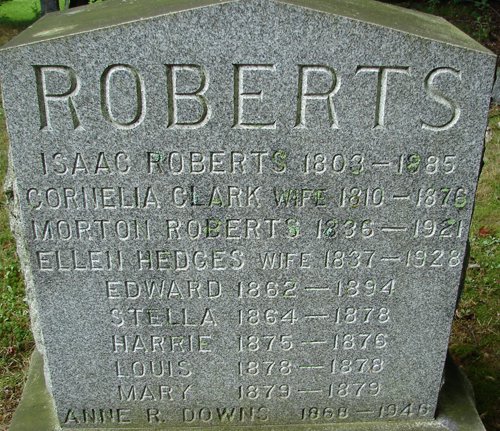 ROBERTS
ISAAC ROBERTS 1803-1985
CORNELIA CLARK WIFE 1810-1876
MORTON ROBERTS 1836-1921
ELLEN HEDGES WIFE 1837-1928
EDWARD 1862-1894
STELLA 1864-1878
HARRIE 1875-1876
LOUIS 1878-1878
MARY 1879-1879
ANNE R. DOWNS 1868-1946